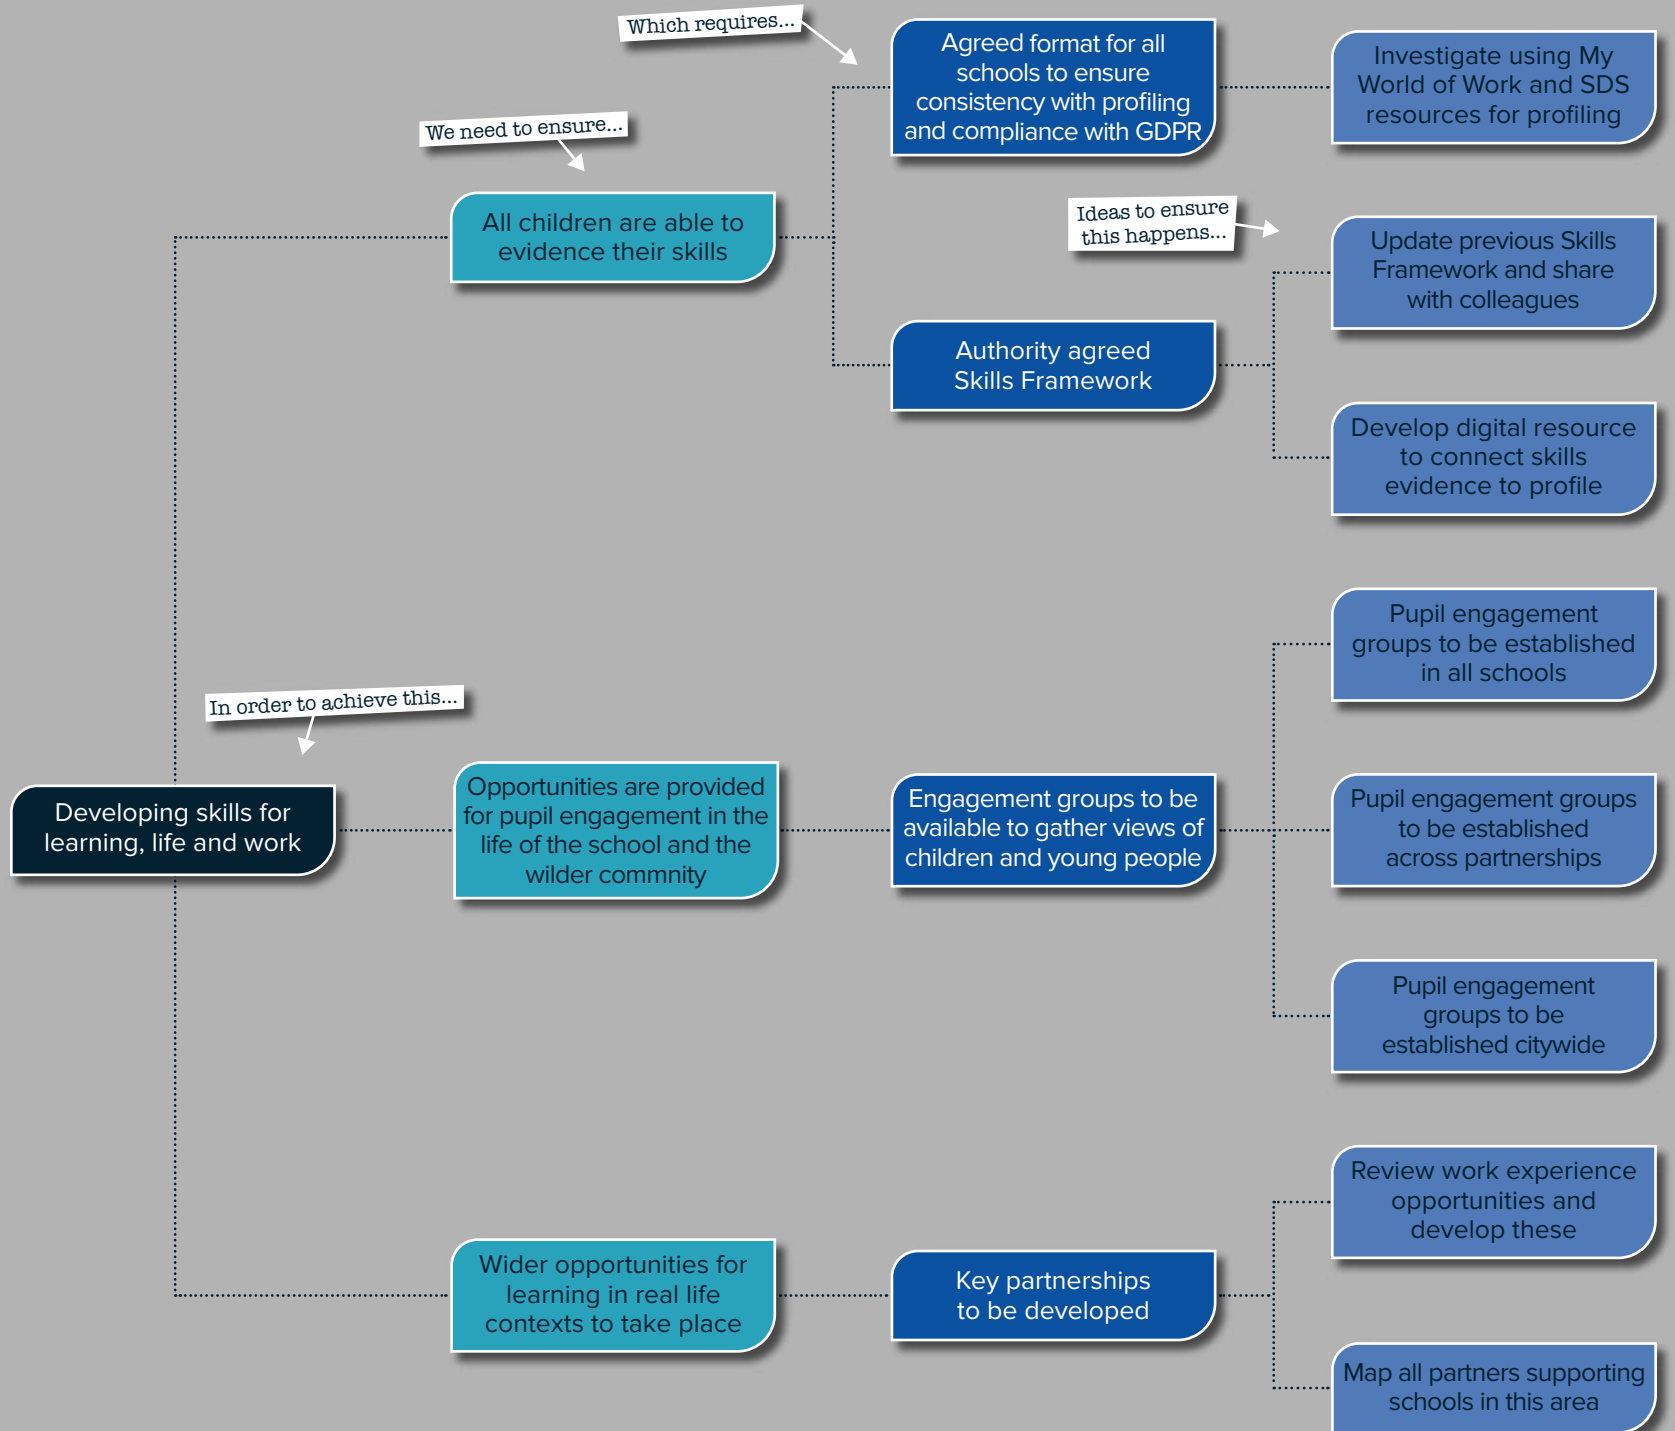 Which requires...
Agreed format for all
schools to ensure
consistency with profiling
and compliance with GDPR
Investigate using My
World of Work and SDS
resources for profiling
We need to ensure...
All children are able to
evidence their skills
Ideas to ensure
this happens...
Update previous Skills
Framework and share
with colleagues
Authority agreed
Skills Framework
Develop digital resource
to connect skills
evidence to profile
Pupil engagement
groups to be established
in all schools
In order to achieve this...
Developing skills for
learning, life and work
Opportunities are provided
for pupil engagement in the
life of the school and the
wilder commnity
Engagement groups to be
available to gather views of
children and young people
Pupil engagement groups
to be established
across partnerships
Pupil engagement
groups to be
established citywide
Review work experience
opportunities and
develop these
Wider opportunities for
learning in real life
contexts to take place
Key partnerships
to be developed
Map all partners supporting
schools in this area